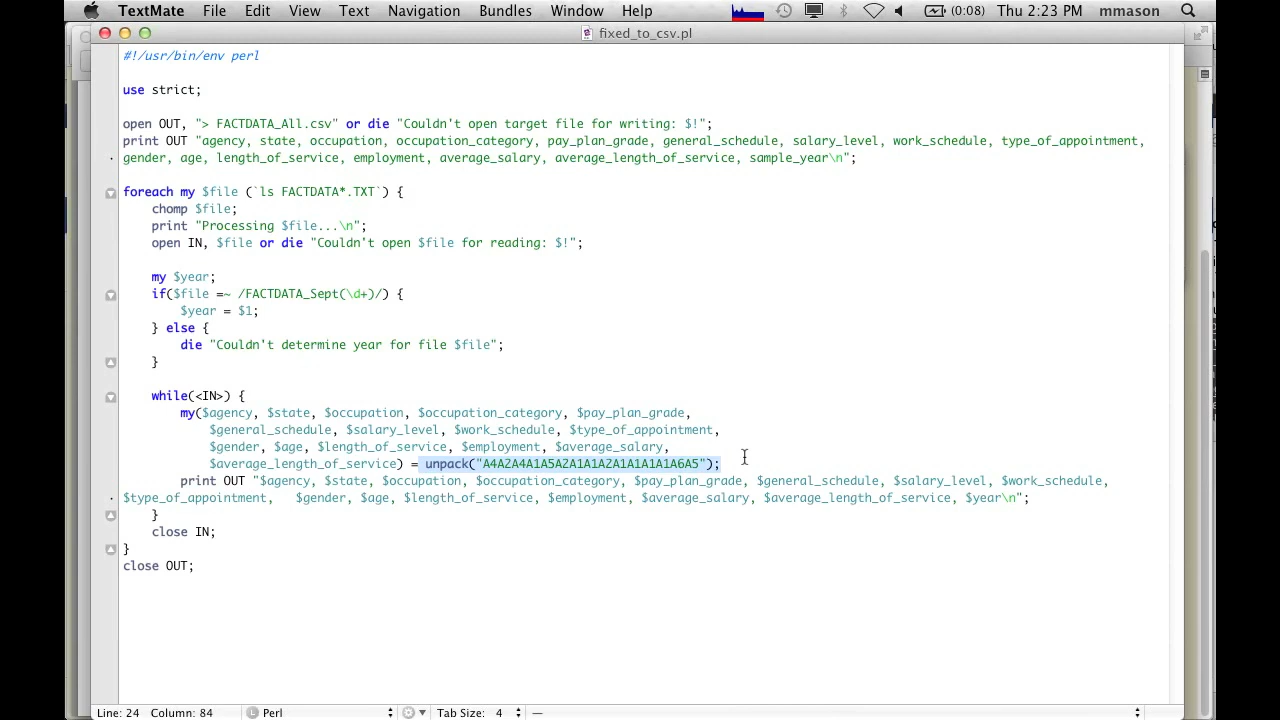 TextMate File Edit View Text Navigation Bundles Window Help (0:08) Thu 2:23 PM mmason
fixed_to_csv.pl
#!/usr/bin/env perl
use strict;
open OUT, "> FACTDATA_All.csv" or die "Couldn't open target file for writing: $!";
print OUT "agency, state, occupation, occupation_category, pay_plan_grade, general_schedule, salary_level, work_schedule, type_of_appointment,
gender, age, length_of_service, employment, average_salary, average_length_of_service, sample_year\n";
foreach my $file (`ls FACTDATA*.TXT`) {
chomp $file;
print "Processing $file...\n";
open IN, $file or die "Couldn't open $file for reading: $!";
my $year;
if($file =~ /FACTDATA_Sept(\d+)/) {
$year = $1;
} else {
die "Couldn't determine year for file $file";
}
while(<IN>) {
my($agency, $state, $occupation, $occupation_category, $pay_plan_grade,
$general_schedule, $salary_level, $work_schedule, $type_of_appointment,
$gender, $age, $length_of_service, $employment, $average_salary,
$average_length_of_service) = unpack("A4A2A4A1A5A2A1A1A2A1A1A1A1A6A5");
print OUT "$agency, $state, $occupation, $occupation_category, $pay_plan_grade, $general_schedule, $salary_level, $work_schedule,
$type_of_appointment, $gender, $age, $length_of_service, $employment, $average_salary, $average_length_of_service, $year\n";
}
close IN;
}
close OUT;
Line: 24 Column: 84 Perl Tab Size: 4 —